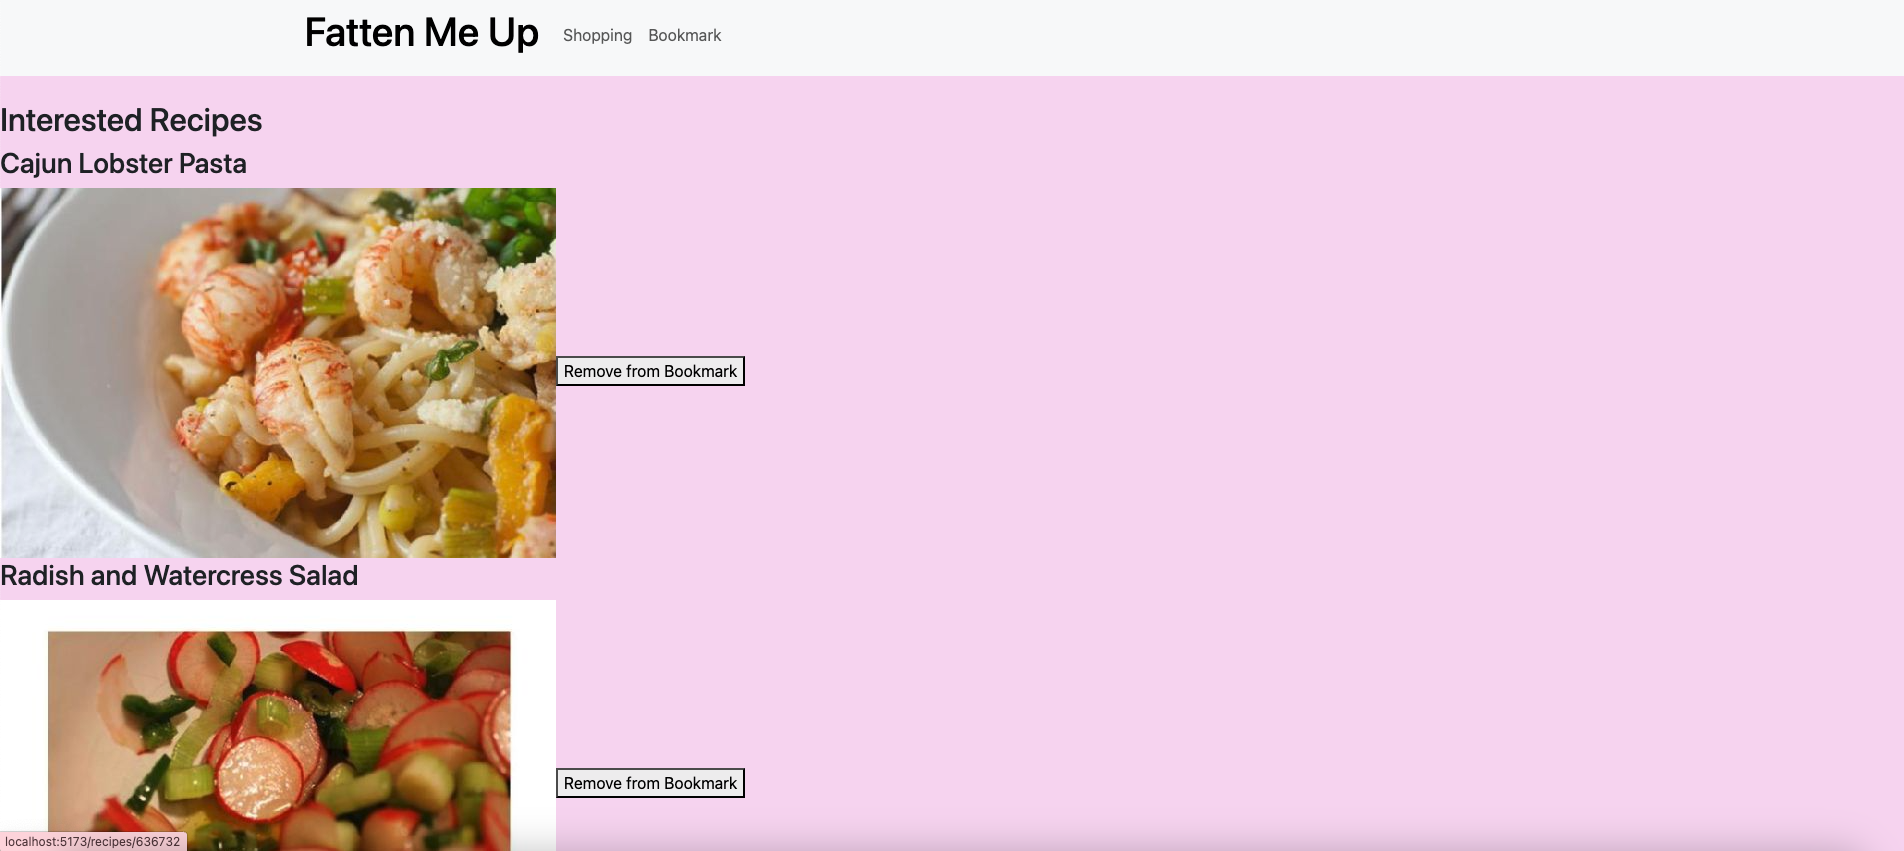 Fatten Me Up Shopping Bookmark
Interested Recipes
Cajun Lobster Pasta
Remove from Bookmark
Radish and Watercress Salad
Remove from Bookmark
localhost:5173/recipes/636732